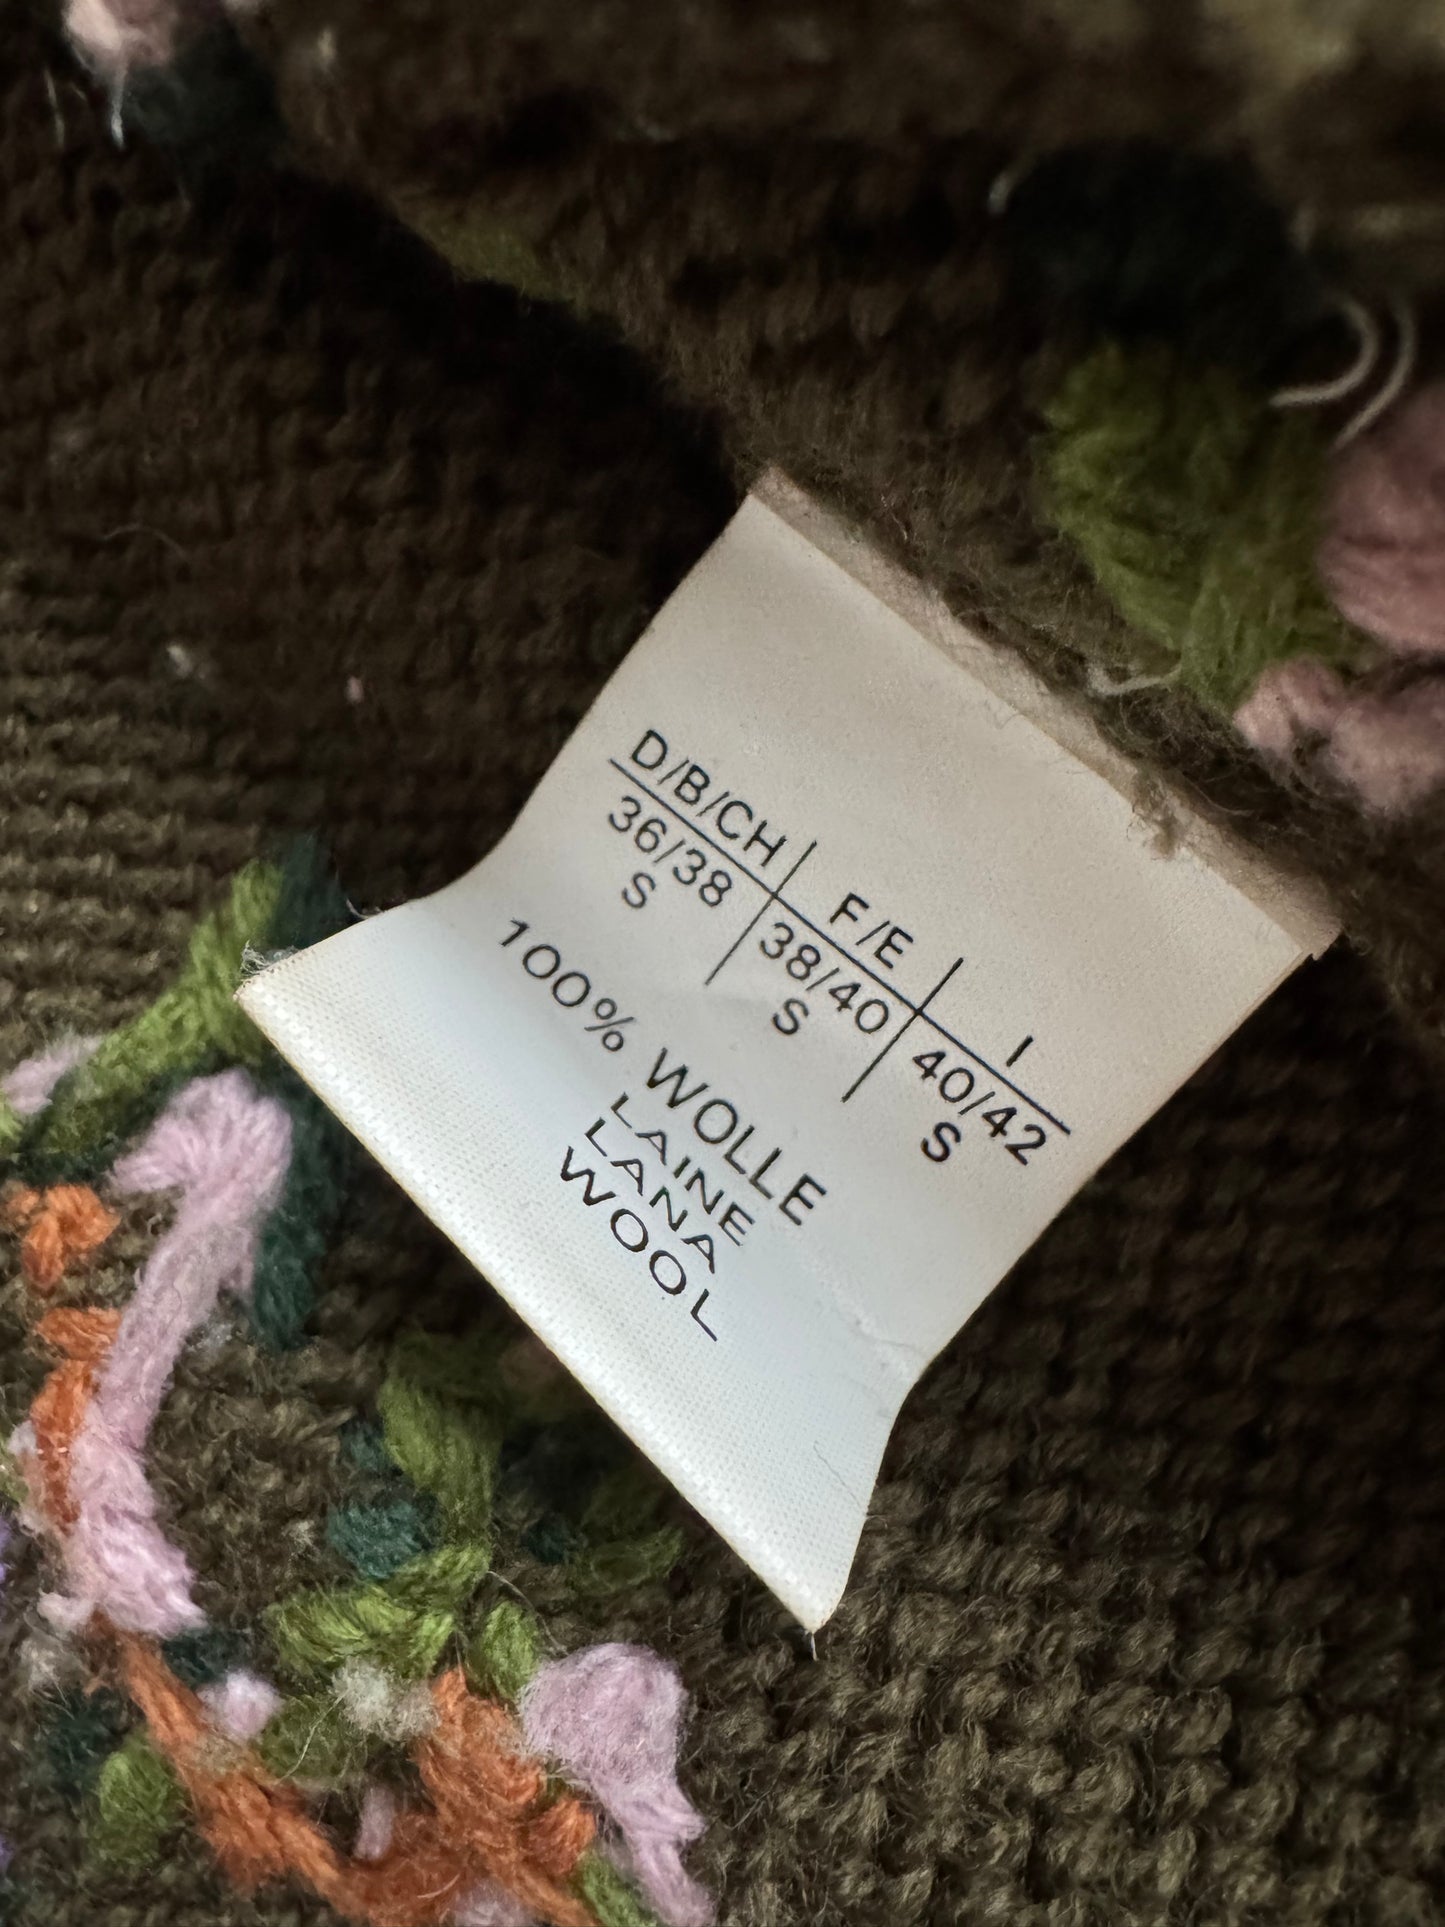 D/B/CH F/E I
36/38 38/40 40/42
S S S
100% WOLLE
LAINE
LANA
WOOL